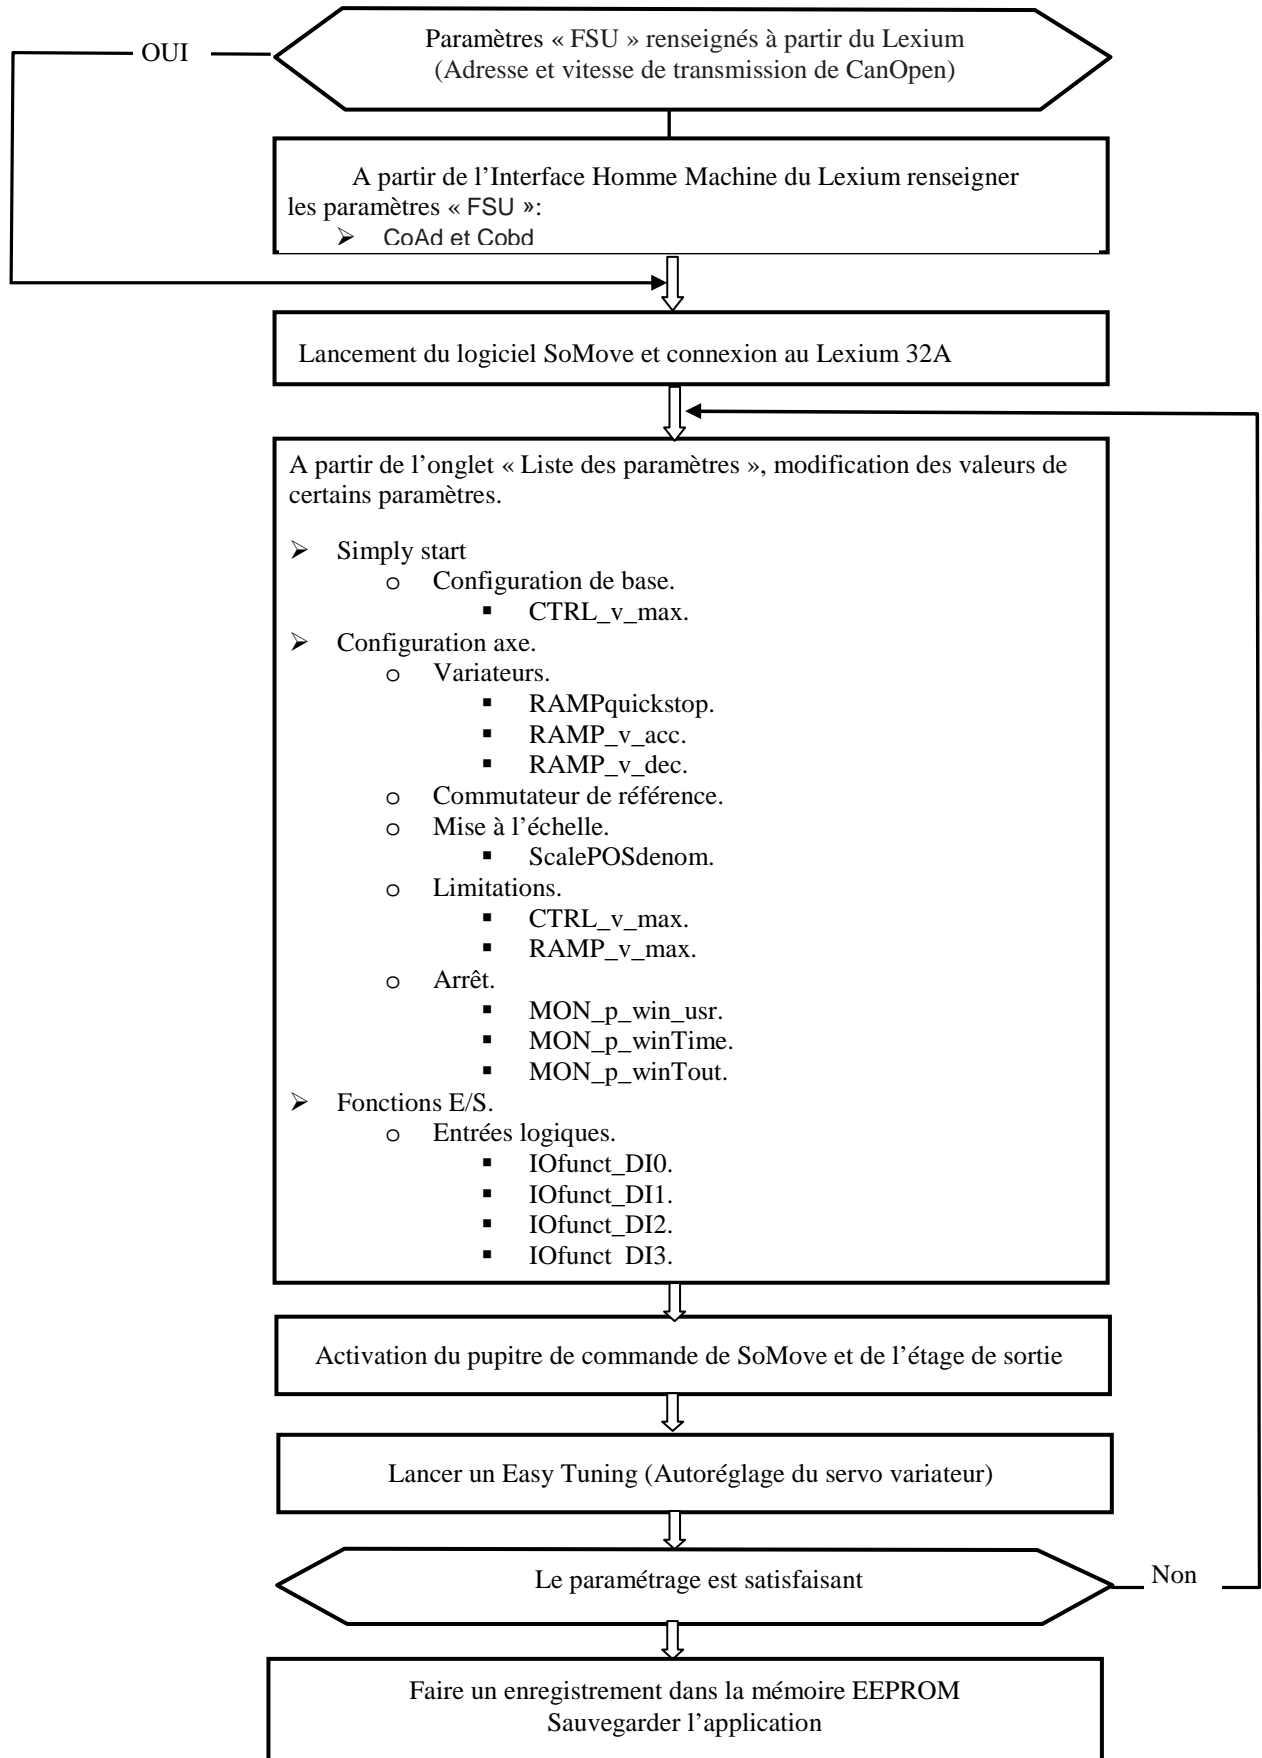 Paramètres « FSU » renseignés à partir du Lexium
(Adresse et vitesse de transmission de CanOpen)
OUI
A partir de l’Interface Homme Machine du Lexium renseigner
les paramètres « FSU »:
➢ CoAd et Cobd
Lancement du logiciel SoMove et connexion au Lexium 32A
A partir de l’onglet « Liste des paramètres », modification des valeurs de
certains paramètres.
➢ Simply start
o Configuration de base.
▪ CTRL_v_max.
➢ Configuration axe.
o Variateurs.
▪ RAMPquickstop.
▪ RAMP_v_acc.
▪ RAMP_v_dec.
o Commutateur de référence.
o Mise à l’échelle.
▪ ScalePOSdenom.
o Limitations.
▪ CTRL_v_max.
▪ RAMP_v_max.
o Arrêt.
▪ MON_p_win_usr.
▪ MON_p_winTime.
▪ MON_p_winTout.
➢ Fonctions E/S.
o Entrées logiques.
▪ IOfunct_DI0.
▪ IOfunct_DI1.
▪ IOfunct_DI2.
▪ IOfunct DI3.
Activation du pupitre de commande de SoMove et de l’étage de sortie
Lancer un Easy Tuning (Autoréglage du servo variateur)
Le paramétrage est satisfaisant
Non
Faire un enregistrement dans la mémoire EEPROM
Sauvegarder l’application